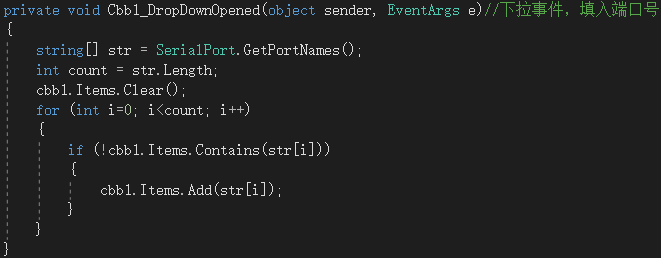 private void Cbb1_DropDownOpened(object sender, EventArgs e)//下拉事件，填入端口号
{
string[] str = SerialPort.GetPortNames();
int count = str.Length;
cbb1.Items.Clear();
for (int i=0; i<count; i++)
{
if (!cbb1.Items.Contains(str[i]))
{
cbb1.Items.Add(str[i]);
}
}
}